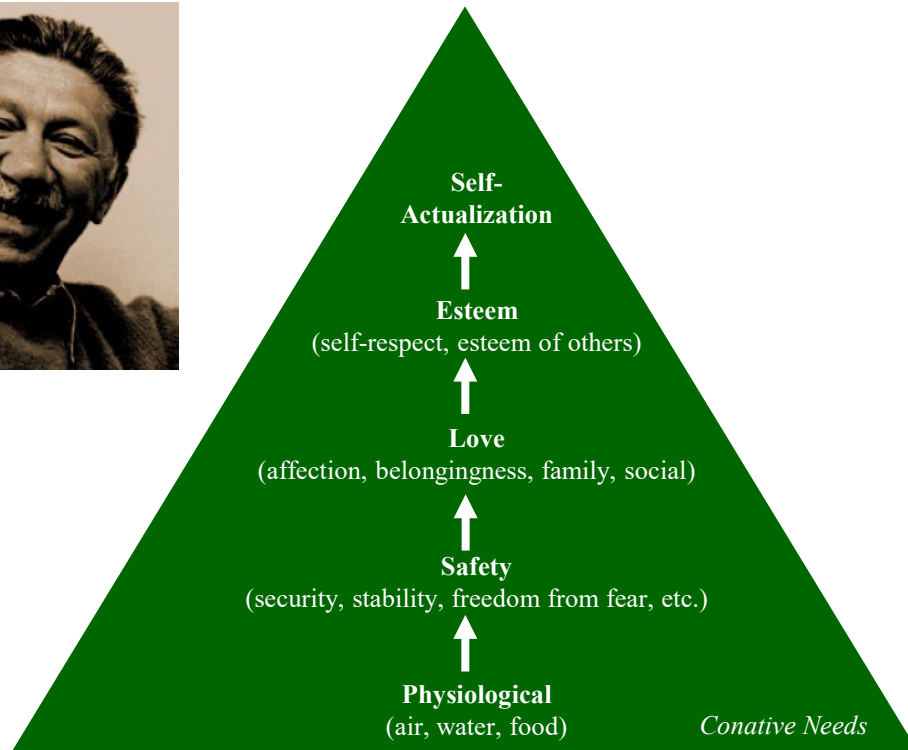 Self-
Actualization
Esteem
(self-respect, esteem of others)
Love
(affection, belongingness, family, social)
Safety
(security, stability, freedom from fear, etc.)
Physiological
(air, water, food)
Conative Needs